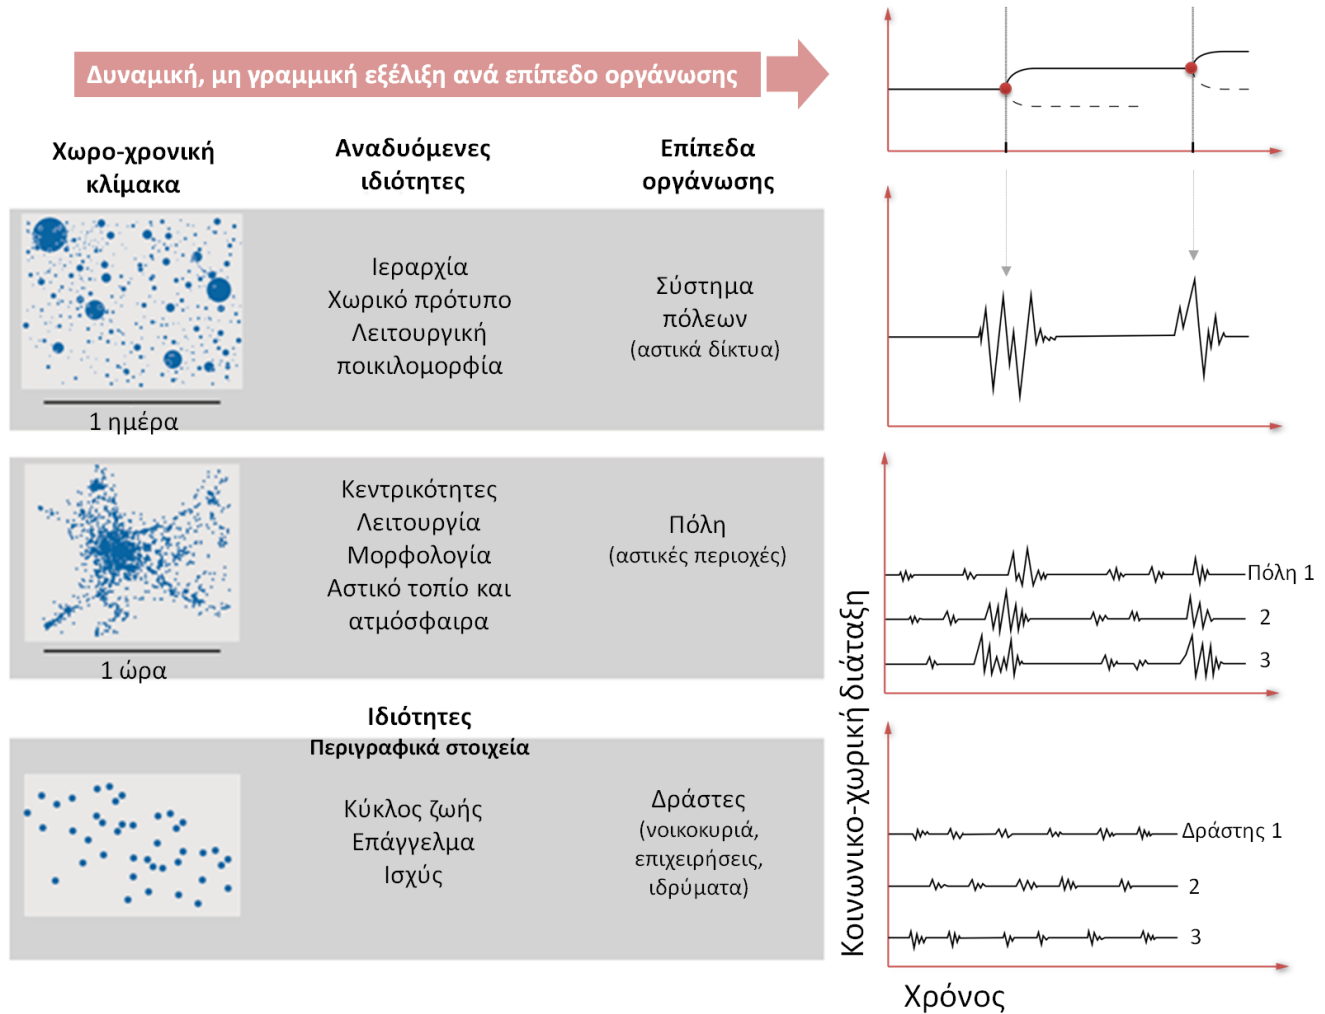 Δυναμική, μη γραμμική εξέλιξη ανά επίπεδο οργάνωσης
Χωρο-χρονική
κλίμακα
Αναδυόμενες
ιδιότητες
Επίπεδα
οργάνωσης
Ιεραρχία
Χωρικό πρότυπο
Λειτουργική
ποικιλομορφία
Σύστημα
πόλεων
(αστικά δίκτυα)
1 ημέρα
Κεντρικότητες
Λειτουργία
Μορφολογία
Αστικό τοπίο και
ατμόσφαιρα
Πόλη
(αστικές περιοχές)
1 ώρα
Ιδιότητες
Περιγραφικά στοιχεία
Κύκλος ζωής
Επάγγελμα
Ισχύς
Δράστες
(νοικοκυριά,
επιχειρήσεις,
ιδρύματα)
Κοινωνικο-χωρική διάταξη
Πόλη 1
2
3
Δράστης 1
2
3
Χρόνος